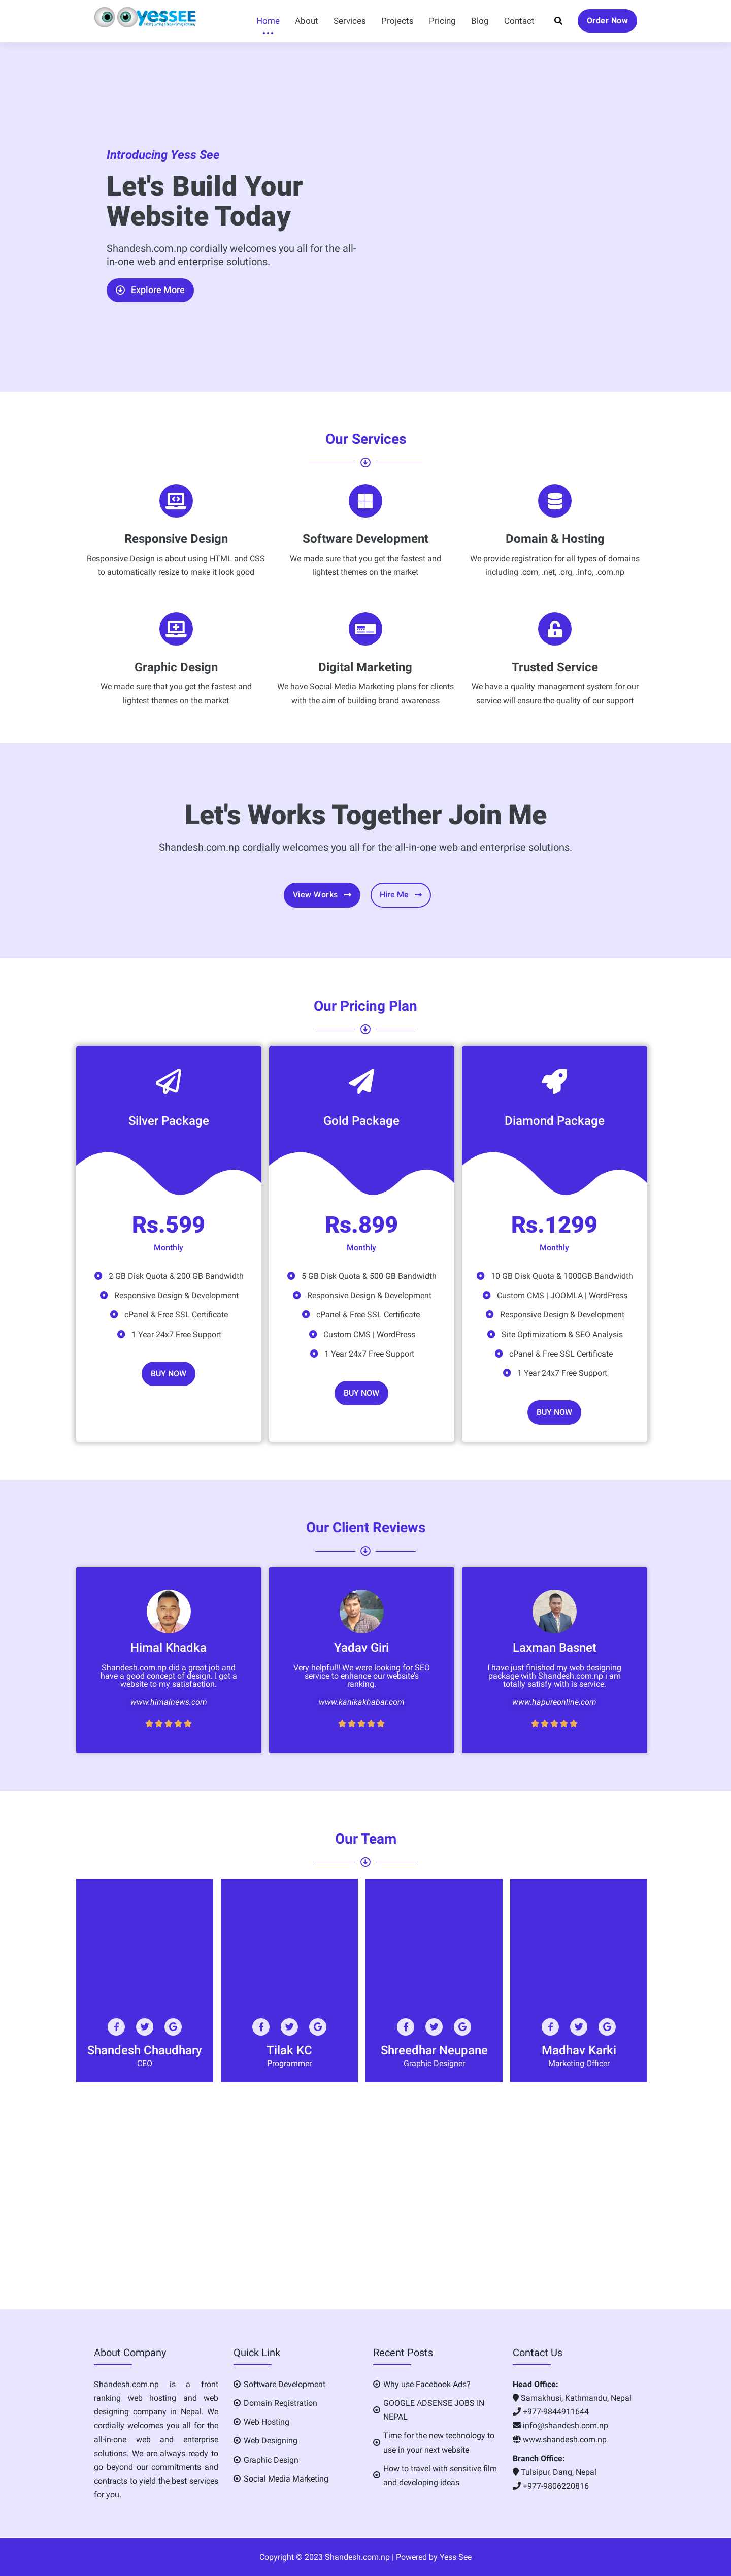 yesSEE
Home
About
Services
Projects
Pricing
Blog
Contact
Order Now
Introducing Yess See
Let's Build Your
Website Today
Shandesh.com.np cordially welcomes you all for the all-
in-one web and enterprise solutions.
Explore More
Our Services
Responsive Design
Responsive Design is about using HTML and CSS
to automatically resize to make it look good
Software Development
We made sure that you get the fastest and
lightest themes on the market
Domain & Hosting
We provide registration for all types of domains
including .com, .net, .org, .info, .com.np
Graphic Design
We made sure that you get the fastest and
lightest themes on the market
Digital Marketing
We have Social Media Marketing plans for clients
with the aim of building brand awareness
Trusted Service
We have a quality management system for our
service will ensure the quality of our support
Let's Works Together Join Me
Shandesh.com.np cordially welcomes you all for the all-in-one web and enterprise solutions.
View Works
Hire Me
Our Pricing Plan
Silver Package
Rs.599
Monthly
2 GB Disk Quota & 200 GB Bandwidth
Responsive Design & Development
cPanel & Free SSL Certificate
1 Year 24x7 Free Support
BUY NOW
Gold Package
Rs.899
Monthly
5 GB Disk Quota & 500 GB Bandwidth
Responsive Design & Development
cPanel & Free SSL Certificate
Custom CMS | WordPress
1 Year 24x7 Free Support
BUY NOW
Diamond Package
Rs.1299
Monthly
10 GB Disk Quota & 1000GB Bandwidth
Custom CMS | JOOMLA | WordPress
Responsive Design & Development
Site Optimizatiom & SEO Analysis
cPanel & Free SSL Certificate
1 Year 24x7 Free Support
BUY NOW
Our Client Reviews
Himal Khadka
Shandesh.com.np did a great job and
have a good concept of design. I got a
website to my satisfaction.
www.himalnews.com
Yadav Giri
Very helpful!! We were looking for SEO
service to enhance our website's
ranking.
www.kanikakhabar.com
Laxman Basnet
I have just finished my web designing
package with Shandesh.com.np i am
totally satisfy with is service.
www.hapureonline.com
Our Team
Shandesh Chaudhary
CEO
Tilak KC
Programmer
Shreedhar Neupane
Graphic Designer
Madhav Karki
Marketing Officer
About Company
Shandesh.com.np is a front
ranking web hosting and web
designing company in Nepal. We
cordially welcomes you all for the
all-in-one web and enterprise
solutions. We are always ready to
go beyond our commitments and
contracts to yield the best services
for you.
Quick Link
Software Development
Domain Registration
Web Hosting
Web Designing
Graphic Design
Social Media Marketing
Recent Posts
Why use Facebook Ads?
GOOGLE ADSENSE JOBS IN
NEPAL
Time for the new technology to
use in your next website
How to travel with sensitive film
and developing ideas
Contact Us
Head Office:
Samakhusi, Kathmandu, Nepal
+977-9844911644
info@shandesh.com.np
www.shandesh.com.np
Branch Office:
Tulsipur, Dang, Nepal
+977-9806220816
Copyright © 2023 Shandesh.com.np | Powered by Yess See